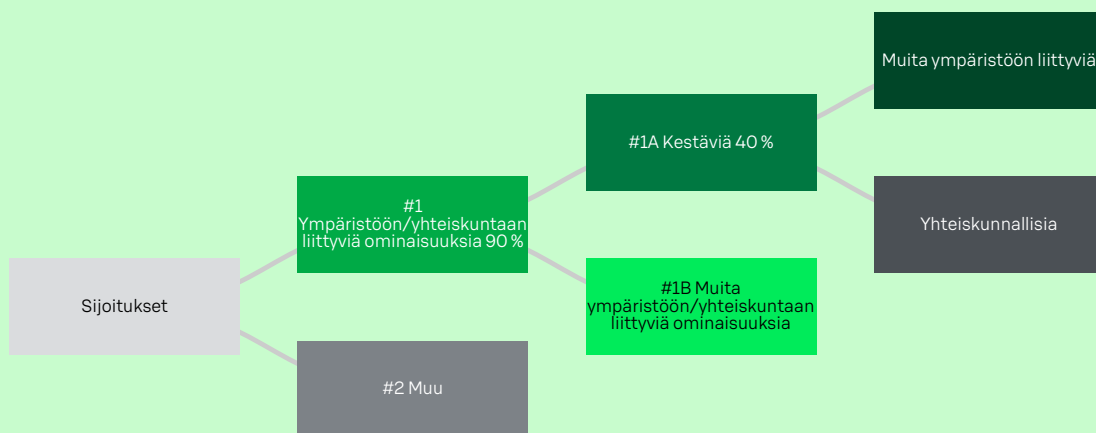 Muita ympäristöön liittyviä
#1A Kestäviä 40 %
#1
Ympäristöön/yhteiskuntaan
liittyviä ominaisuuksia 90 %
Yhteiskunnallisia
Sijoitukset
#1B Muita
ympäristöön/yhteiskuntaan
liittyviä ominaisuuksia
#2 Muu